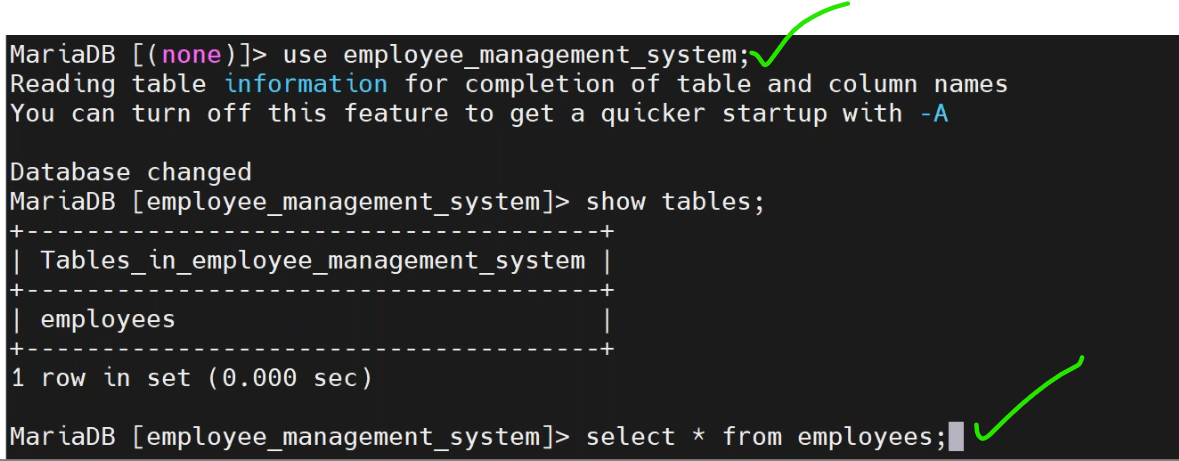 MariaDB [(none)]> use employee_management_system;
Reading table information for completion of table and column names
You can turn off this feature to get a quicker startup with -A
Database changed
MariaDB [employee_management_system]> show tables;
+--------------------------------------+
| Tables_in_employee_management_system |
+--------------------------------------+
| employees                            |
+--------------------------------------+
1 row in set (0.000 sec)
MariaDB [employee_management_system]> select * from employees;